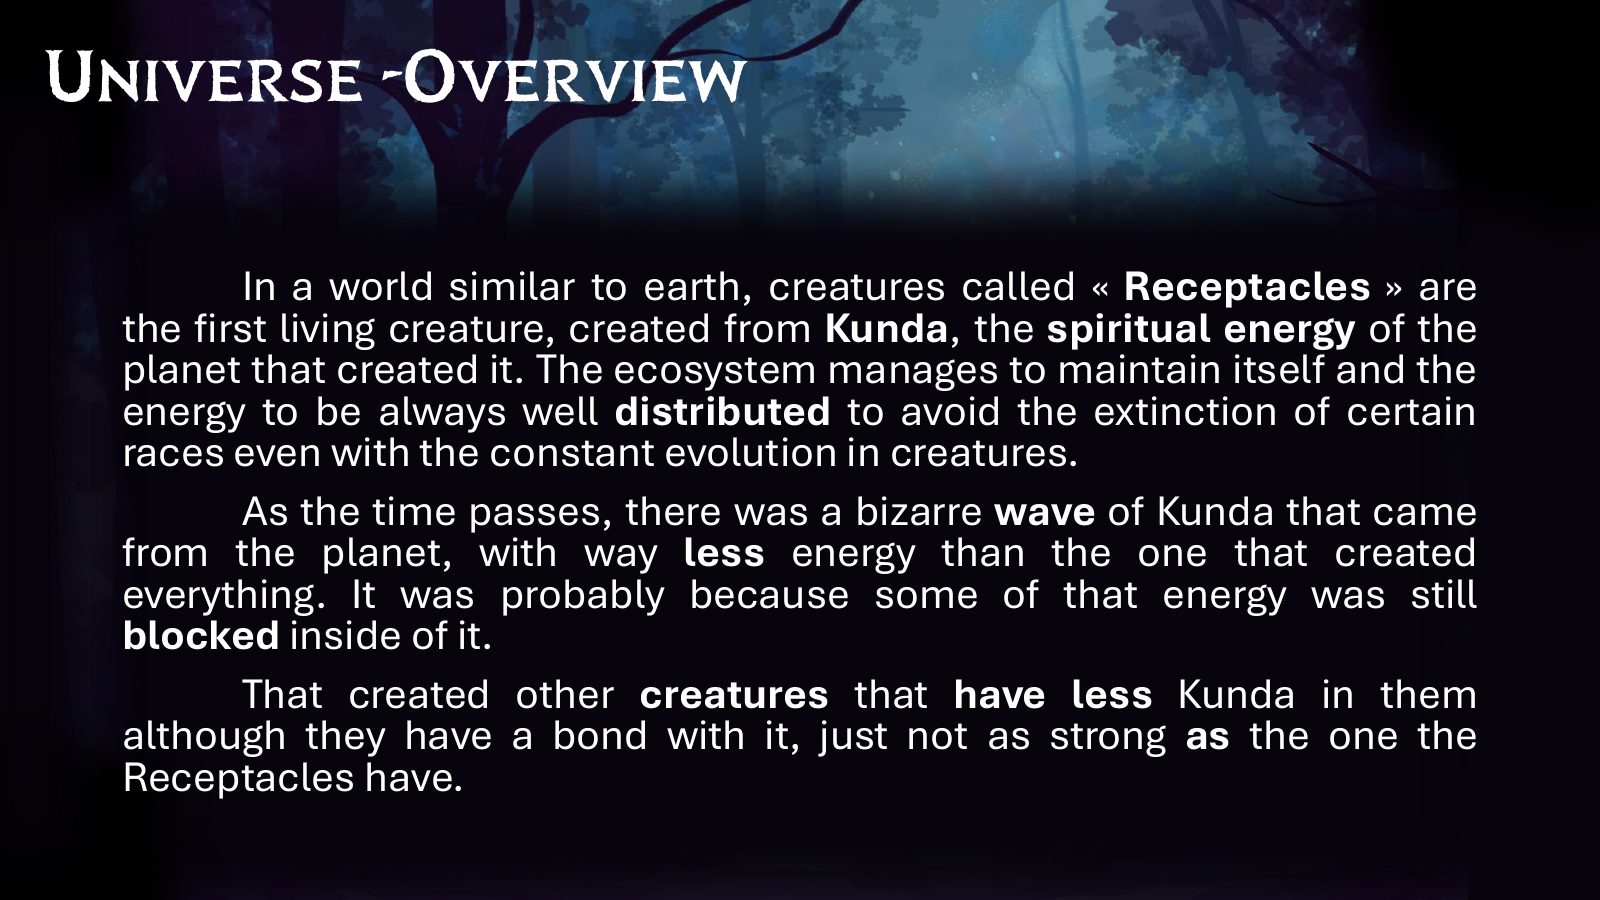 Universe -Overview
In a world similar to earth, creatures called « Receptacles » are
the first living creature, created from Kunda, the spiritual energy of the
planet that created it. The ecosystem manages to maintain itself and the
energy to be always well distributed to avoid the extinction of certain
races even with the constant evolution in creatures.
As the time passes, there was a bizarre wave of Kunda that came
from the planet, with way less energy than the one that created
everything. It was probably because some of that energy was still
blocked inside of it.
That created other creatures that have less Kunda in them
although they have a bond with it, just not as strong as the one the
Receptacles have.